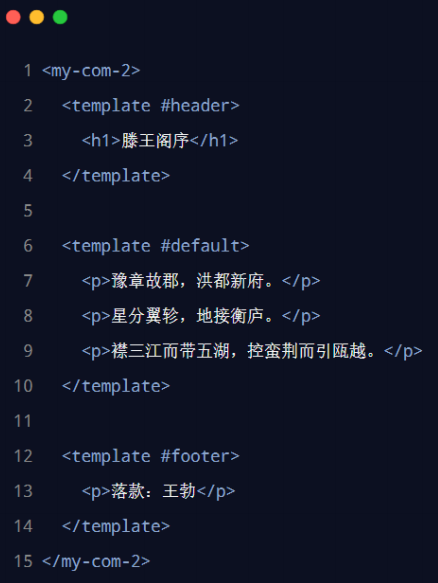 1 <my-com-2>
2   <template #header>
3     <h1>滕王阁序</h1>
4   </template>
5
6   <template #default>
7     <p>豫章故郡，洪都新府。</p>
8     <p>星分翼轸，地接衡庐。</p>
9     <p>襟三江而带五湖，控蛮荆而引瓯越。</p>
10   </template>
11
12   <template #footer>
13     <p>落款：王勃</p>
14   </template>
15 </my-com-2>